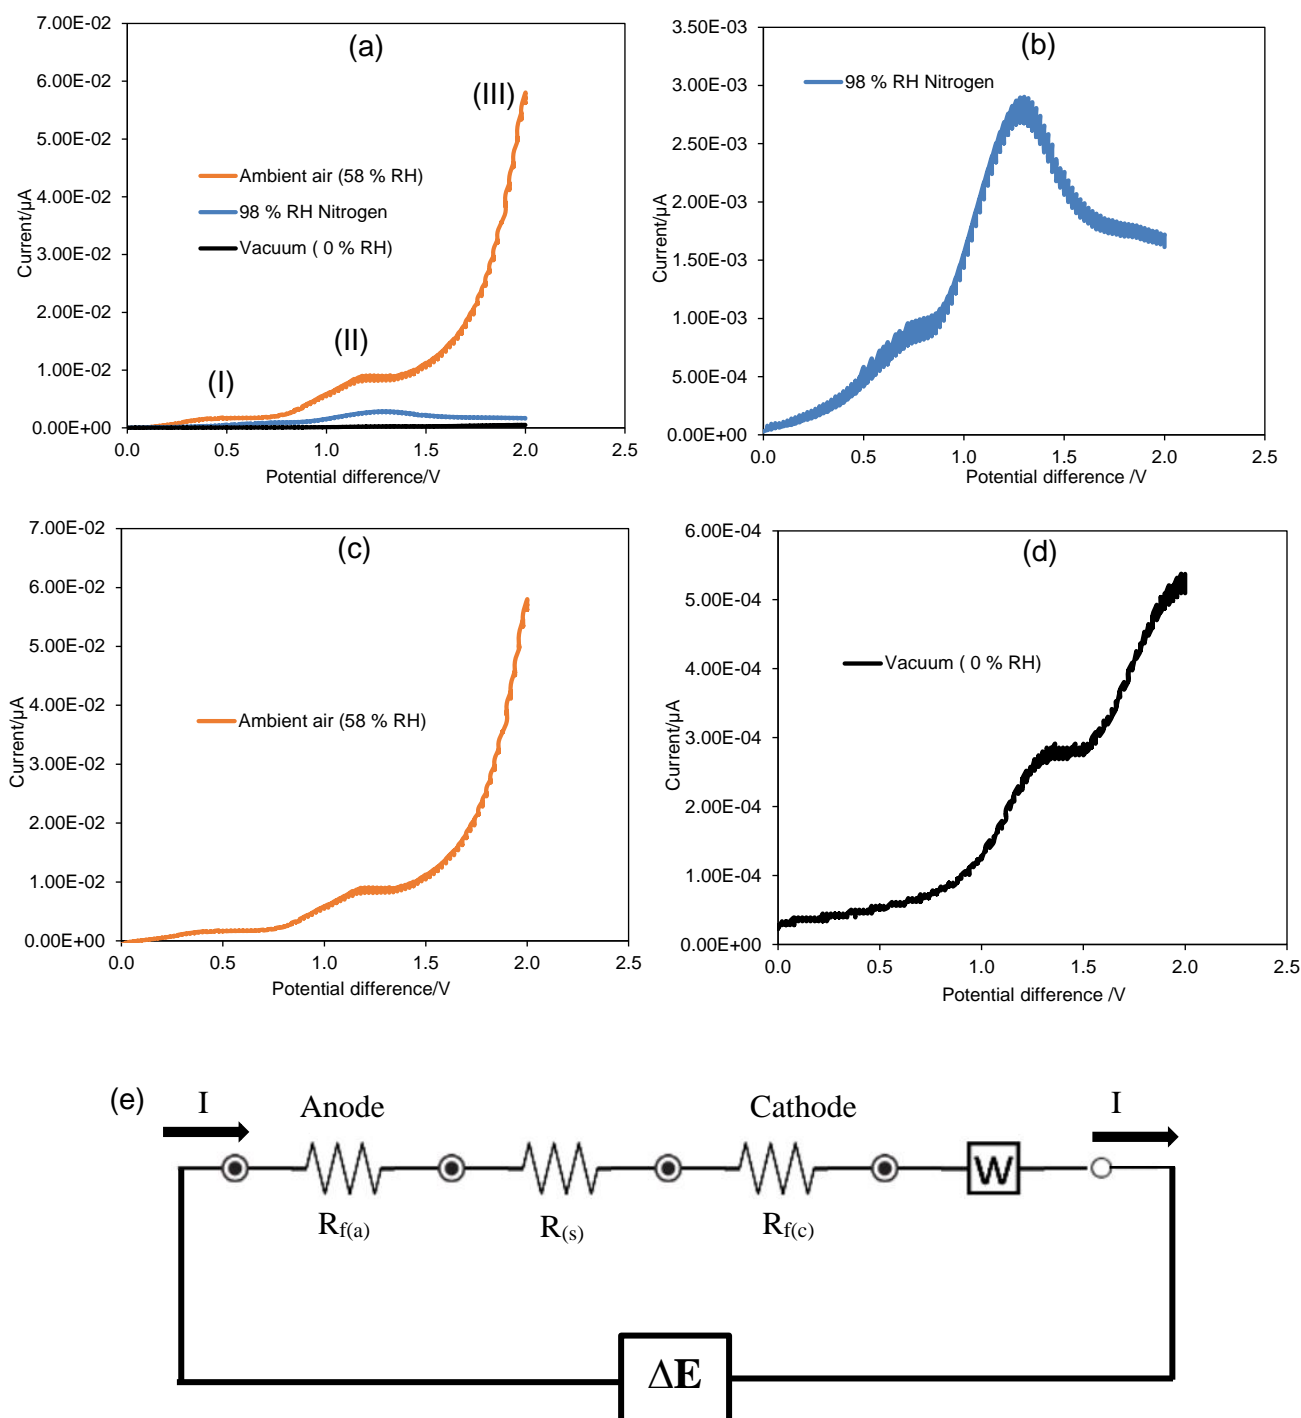 (a)
7.00E-02
6.00E-02
5.00E-02
4.00E-02
3.00E-02
2.00E-02
1.00E-02
0.00E+00
Current/µA
(III)
(II)
(I)
Ambient air (58 % RH)
98 % RH Nitrogen
Vacuum ( 0 % RH)
0.0 0.5 1.0 1.5 2.0 2.5
Potential difference/V
(b)
3.50E-03
3.00E-03
2.50E-03
2.00E-03
1.50E-03
1.00E-03
5.00E-04
0.00E+00
Current/µA
98 % RH Nitrogen
0.0 0.5 1.0 1.5 2.0 2.5
Potential difference /V
(c)
7.00E-02
6.00E-02
5.00E-02
4.00E-02
3.00E-02
2.00E-02
1.00E-02
0.00E+00
Current/µA
Ambient air (58 % RH)
0.0 0.5 1.0 1.5 2.0 2.5
Potential difference/V
(d)
6.00E-04
5.00E-04
4.00E-04
3.00E-04
2.00E-04
1.00E-04
0.00E+00
Current/µA
Vacuum ( 0 % RH)
0.0 0.5 1.0 1.5 2.0 2.5
Potential difference /V
(e)
I Anode Cathode I
W
Rf(a) R(s) Rf(c)
ΔE